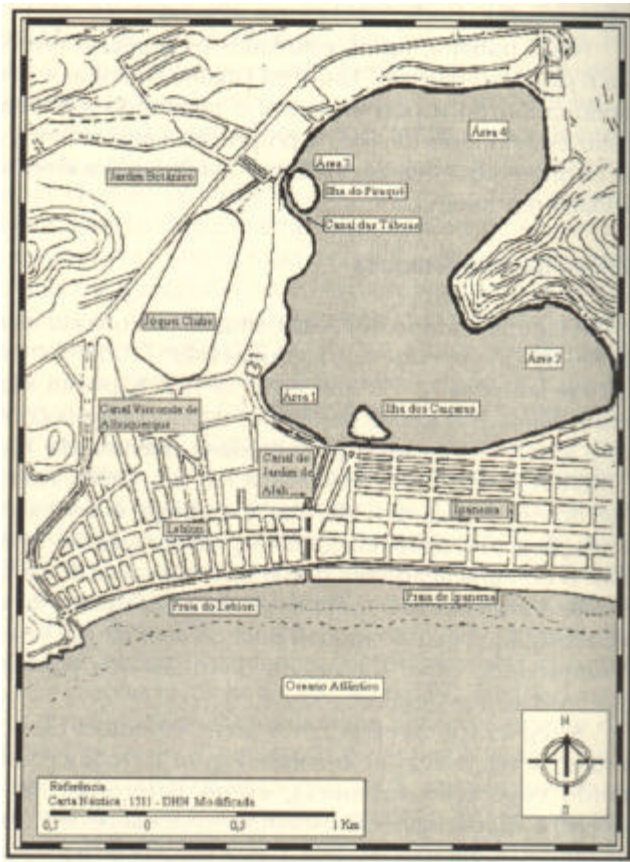 Área 4
Área 3
Jardim Botânico
Ilha do Piraquê
Canal das Tábuas
Jóquei Clube
Área 2
Área 1
Canal Visconde de
Albuquerque
Ilha dos Caiçaras
Canal do
Jardim de
Alah
Ipanema
Leblon
Praia do Leblon
Praia de Ipanema
Oceano Atlântico
N
S
Referência
Carta Náutica : 1511 - DHN Modificada
0,5 0 0,5 1 Km